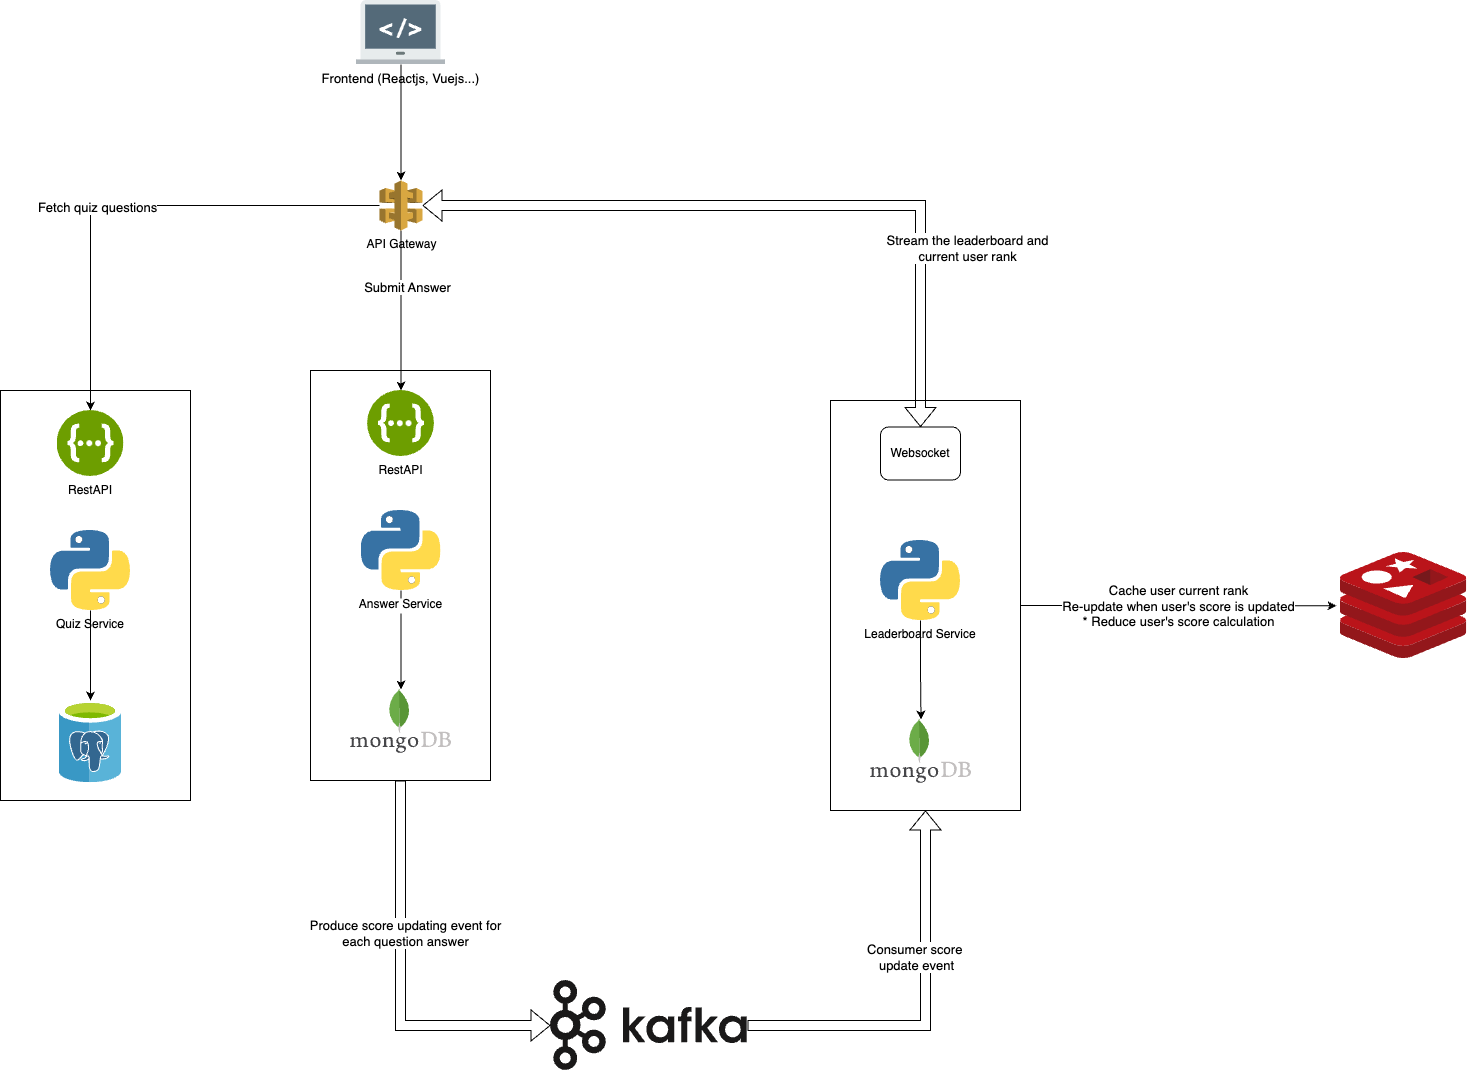 </>
Frontend (Reactjs, Vuejs...)
Fetch quiz questions
API Gateway
Stream the leaderboard and
current user rank
Submit Answer
{...}
RestAPI
{...}
RestAPI
Websocket
Quiz Service
Answer Service
Leaderboard Service
Cache user current rank
Re-update when user's score is updated
* Reduce user's score calculation
mongoDB
mongoDB
Produce score updating event for
each question answer
Consumer score
update event
kafka